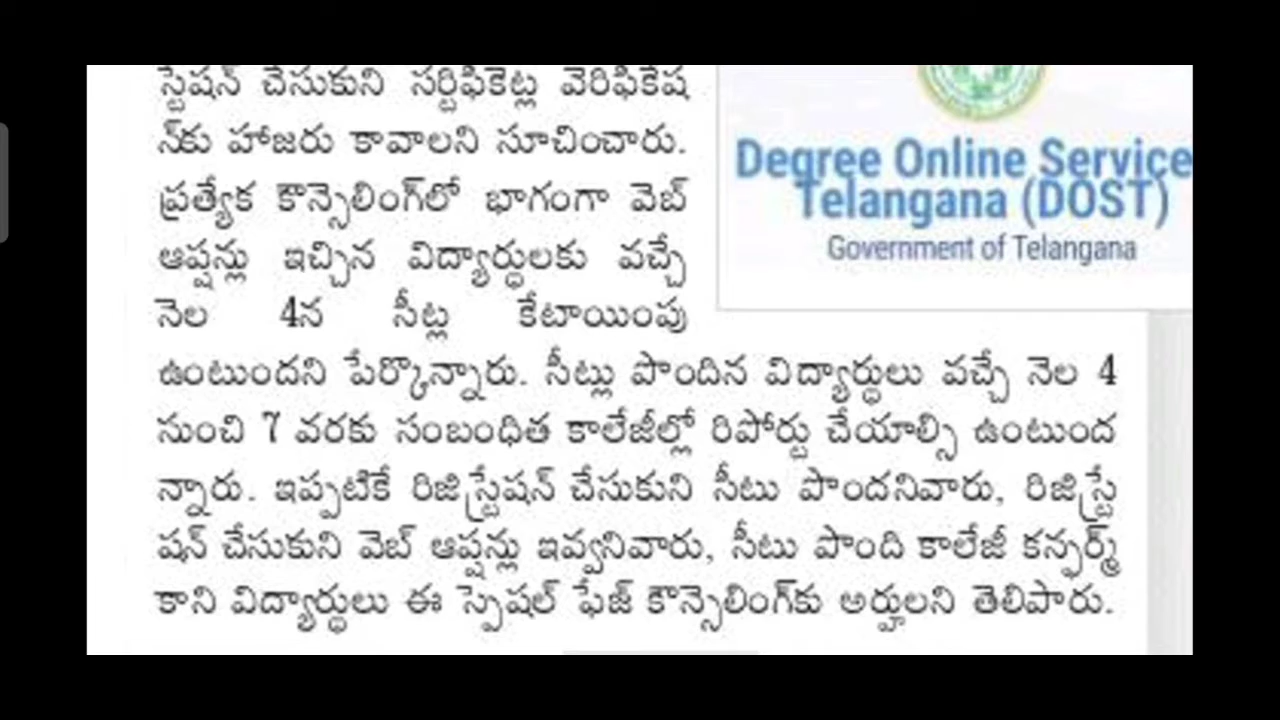 స్టేషన్ చేసుకుని సర్టిఫికెట్ల వెరిఫికేష
న్‌కు హాజరు కావాలని సూచించారు.
ప్రత్యేక కౌన్సెలింగ్‌లో భాగంగా వెబ్
ఆప్షన్లు ఇచ్చిన విద్యార్థులకు వచ్చే
నెల 4న సీట్ల కేటాయింపు
ఉంటుందని పేర్కొన్నారు. సీట్లు పొందిన విద్యార్థులు వచ్చే నెల 4
నుంచి 7 వరకు సంబంధిత కాలేజీల్లో రిపోర్టు చేయాల్సి ఉంటుంద
న్నారు. ఇప్పటికే రిజిస్ట్రేషన్ చేసుకుని సీటు పొందనివారు, రిజిస్ట్రే
షన్ చేసుకుని వెబ్ ఆప్షన్లు ఇవ్వనివారు, సీటు పొంది కాలేజీ కన్ఫర్మ్
కాని విద్యార్థులు ఈ స్పెషల్ ఫేజ్ కౌన్సెలింగ్‌కు అర్హులని తెలిపారు.
Degree Online Service
Telangana (DOST)
Government of Telangana